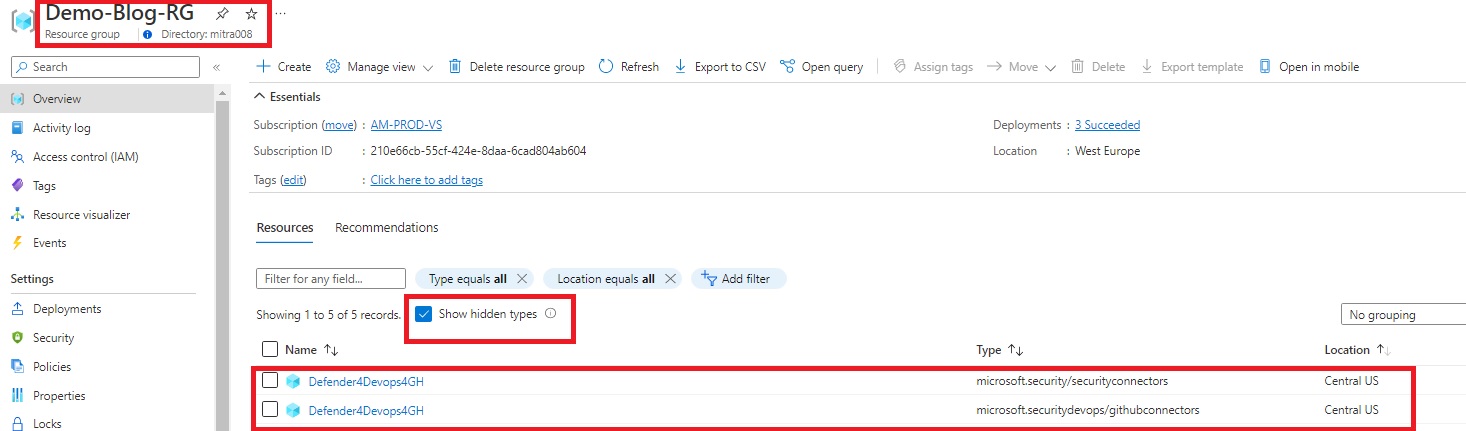 Demo-Blog-RG
Resource group Directory: mitra008
Search
Create Manage view Delete resource group Refresh Export to CSV Open query Assign tags Move Delete Export template Open in mobile
Overview
Activity log
Access control (IAM)
Tags
Resource visualizer
Events
Settings
Deployments
Security
Policies
Properties
Locks
Essentials
Subscription (move) : AM-PROD-VS
Deployments : 3 Succeeded
Subscription ID : 210e66cb-55cf-424e-8daa-6cad804ab604
Location : West Europe
Tags (edit) : Click here to add tags
Resources Recommendations
Filter for any field... Type equals all Location equals all Add filter
Showing 1 to 5 of 5 records. Show hidden types
No grouping
Name Type Location
Defender4Devops4GH microsoft.security/securityconnectors Central US
Defender4Devops4GH microsoft.securitydevops/githubconnectors Central US